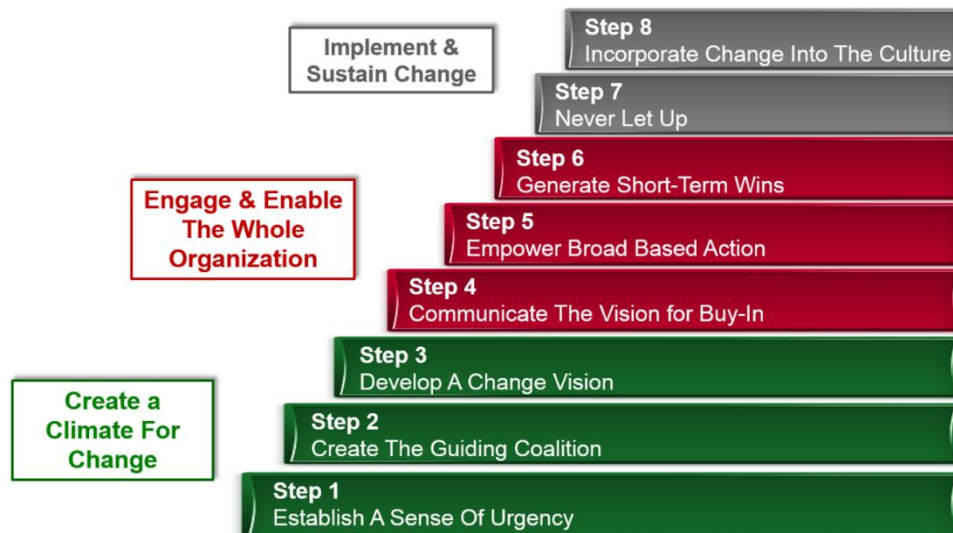 Implement &
Sustain Change
Step 8
Incorporate Change Into The Culture
Step 7
Never Let Up
Engage & Enable
The Whole
Organization
Step 6
Generate Short-Term Wins
Step 5
Empower Broad Based Action
Step 4
Communicate The Vision for Buy-In
Create a
Climate For
Change
Step 3
Develop A Change Vision
Step 2
Create The Guiding Coalition
Step 1
Establish A Sense Of Urgency